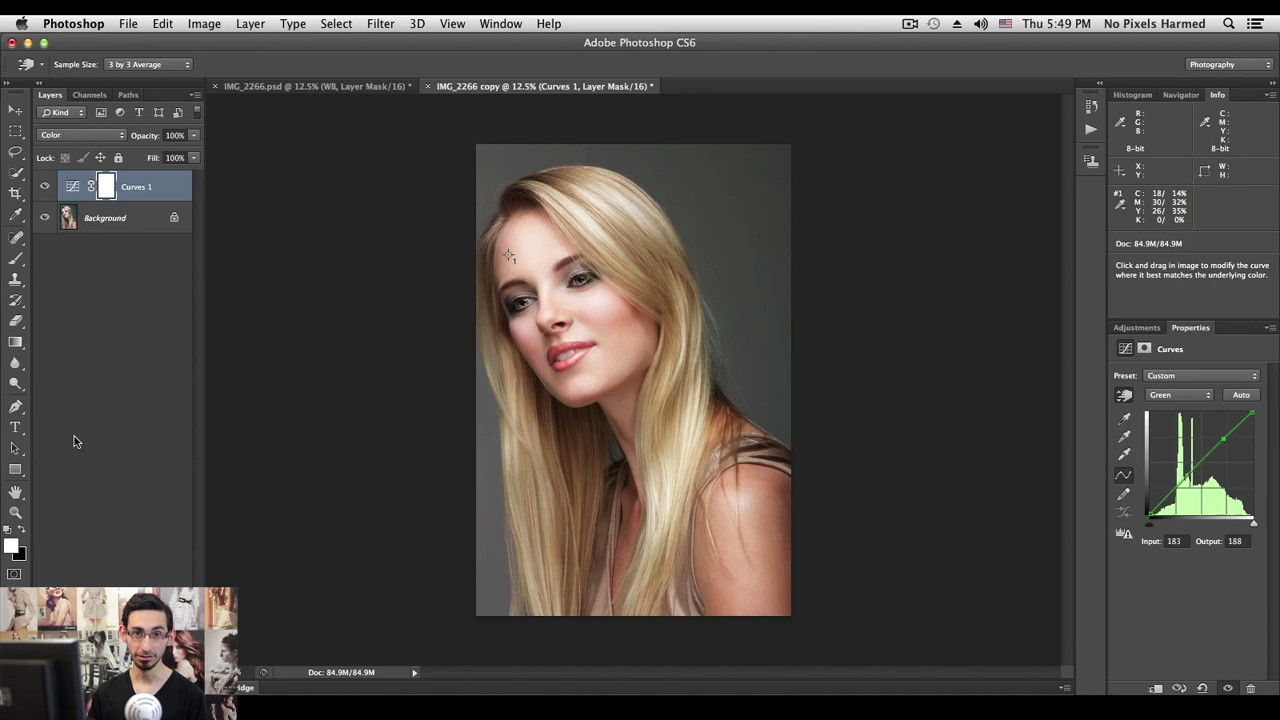 Photoshop File Edit Image Layer Type Select Filter 3D View Window Help Thu 5:49 PM No Pixels Harmed
Adobe Photoshop CS6
Sample Size: 3 by 3 Average Photography
IMG_2266.psd @ 12.5% (WB, Layer Mask/16) * IMG_2266 copy @ 12.5% (Curves 1, Layer Mask/16) *
Layers Channels Paths Histogram Navigator Info
Kind
Color Opacity: 100%
Lock: Fill: 100%
Curves 1
Background
R: C:
G: M:
B: Y:
K:
8-bit 8-bit
X: W:
Y: H:
#1 C: 18/ 14%
M: 30/ 32%
Y: 26/ 35%
K: 0/ 0%
Doc: 84.9M/84.9M
Click and drag in image to modify the curve
where it best matches the underlying color.
Adjustments Properties
Curves
Preset: Custom
Green Auto
Input: 183 Output: 188
1
T
Doc: 84.9M/84.9M
ridge